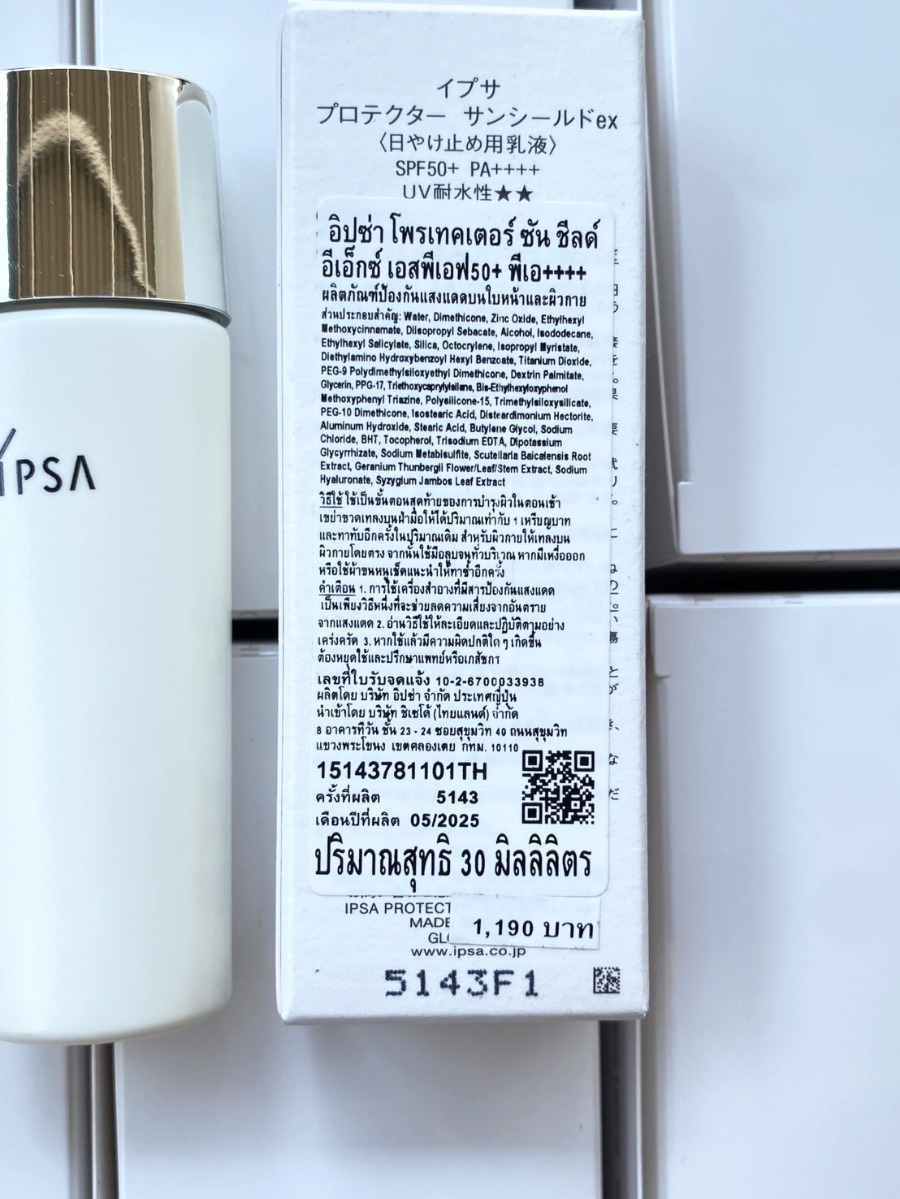 IPSA
イプサ
プロテクター サンシールドex
〈日やけ止め用乳液〉
SPF50+ PA++++
UV耐水性★★
อิปซ่า โพรเทคเตอร์ ซัน ชีลด์
อีเอ็กซ์ เอสพีเอฟ50+ พีเอ++++
ผลิตภัณฑ์ป้องกันแสงแดดบนใบหน้าและผิวกาย
ส่วนประกอบสำคัญ: Water, Dimethicone, Zinc Oxide, Ethylhexyl
Methoxycinnamate, Diisopropyl Sebacate, Alcohol, Isododecane,
Ethylhexyl Salicylate, Silica, Octocrylene, Isopropyl Myristate,
Diethylamino Hydroxybenzoyl Hexyl Benzoate, Titanium Dioxide,
PEG-9 Polydimethylsiloxyethyl Dimethicone, Dextrin Palmitate,
Glycerin, PPG-17, Triethoxycaprylylsilane, Bis-Ethylhexyloxyphenol
Methoxyphenyl Triazine, Polysilicone-15, Trimethylsiloxysilicate,
PEG-10 Dimethicone, Isostearic Acid, Disteardimonium Hectorite,
Aluminum Hydroxide, Stearic Acid, Butylene Glycol, Sodium
Chloride, BHT, Tocopherol, Trisodium EDTA, Dipotassium
Glycyrrhizate, Sodium Metabisulfite, Scutellaria Baicalensis Root
Extract, Geranium Thunbergii Flower/Leaf/Stem Extract, Sodium
Hyaluronate, Syzygium Jambos Leaf Extract
วิธีใช้ ใช้เป็นขั้นตอนสุดท้ายของการบำรุงผิวในตอนเช้า
เขย่าขวดเทลงบนฝ่ามือให้ได้ปริมาณเท่ากับ 1 เหรียญบาท
และทาทับอีกครั้งในปริมาณเดิม สำหรับผิวกายให้เทลงบน
ผิวกายโดยตรง จากนั้นใช้มือลูบจนทั่วบริเวณ หากมีเหงื่อออก
หรือใช้ผ้าขนหนูเช็ดแนะนำให้ทาซ้ำอีกครั้ง
คำเตือน 1. การใช้เครื่องสำอางที่มีสารป้องกันแสงแดด
เป็นเพียงวิธีหนึ่งที่จะช่วยลดความเสี่ยงจากอันตราย
จากแสงแดด 2. อ่านวิธีใช้ให้ละเอียดและปฏิบัติตามอย่าง
เคร่งครัด 3. หากใช้แล้วมีความผิดปกติใด ๆ เกิดขึ้น
ต้องหยุดใช้และปรึกษาแพทย์หรือเภสัชกร
เลขที่ใบรับจดแจ้ง 10-2-6700033938
ผลิตโดย บริษัท อิปซ่า จำกัด ประเทศญี่ปุ่น
นำเข้าโดย บริษัท ชิเซโด้ (ไทยแลนด์) จำกัด
8 อาคารทีวัน ชั้น 23 - 24 ซอยสุขุมวิท 40 ถนนสุขุมวิท
แขวงพระโขนง เขตคลองเตย กทม. 10110
15143781101TH
ครั้งที่ผลิต 5143
เดือนปีที่ผลิต 05/2025
ปริมาณสุทธิ 30 มิลลิลิตร
IPSA PROTECT
MADE
1,190 บาท
www.ipsa.co.jp
5143F1